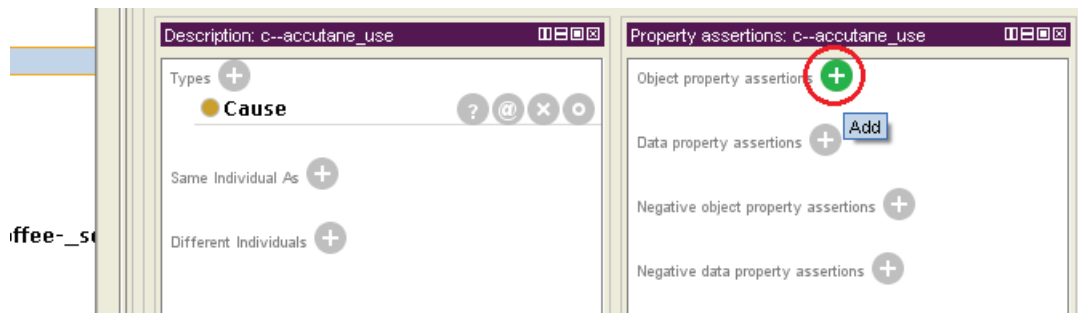 Description: c--accutane_use
Types
Cause
Same Individual As
Different Individuals
Property assertions: c--accutane_use
Object property assertions
Add
Data property assertions
Negative object property assertions
Negative data property assertions